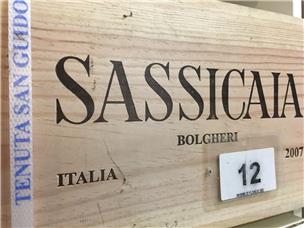 TENUTA SAN GUIDO
SASSICAIA
BOLGHERI
ITALIA
2007
12